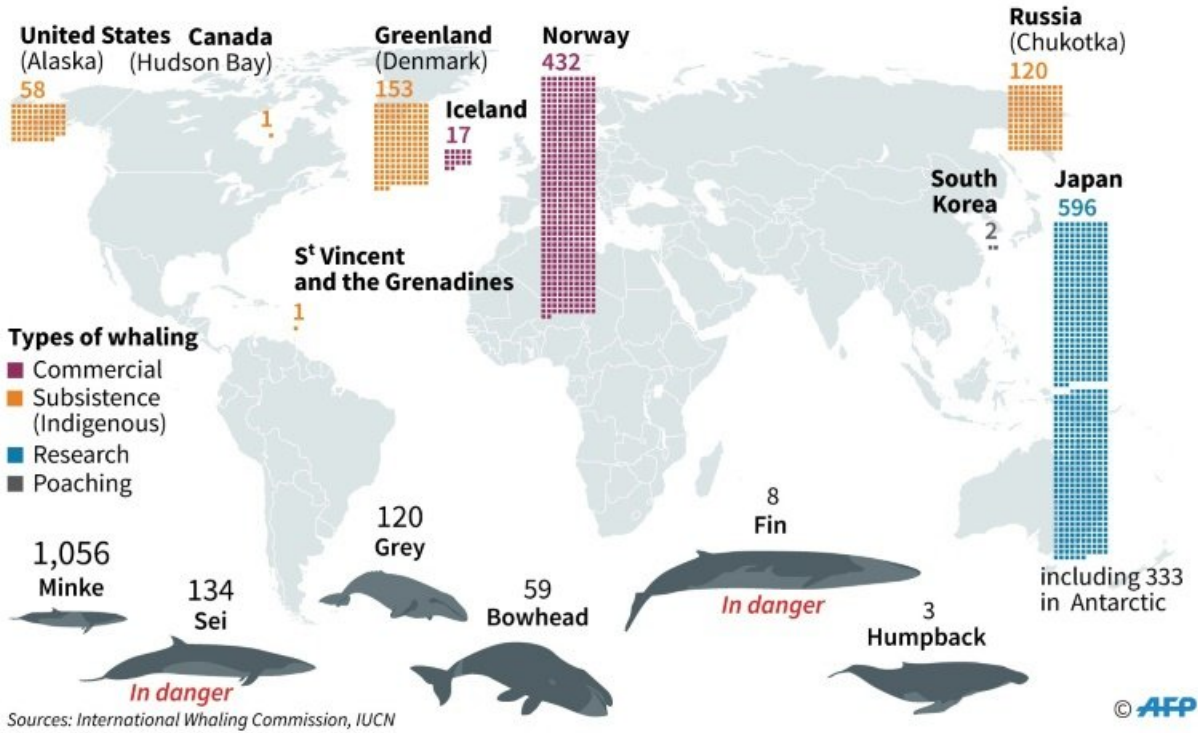 United States
(Alaska)
58
Canada
(Hudson Bay)
1
Greenland
(Denmark)
153
Iceland
17
Norway
432
Russia
(Chukotka)
120
South
Korea
2
Japan
596
including 333
in Antarctic
Sᵗ Vincent
and the Grenadines
1
Types of whaling
Commercial
Subsistence
(Indigenous)
Research
Poaching
1,056
Minke
134
Sei
In danger
120
Grey
59
Bowhead
8
Fin
In danger
3
Humpback
Sources: International Whaling Commission, IUCN
© AFP